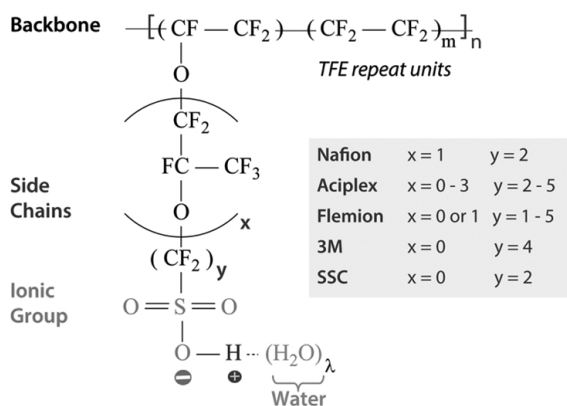 Backbone —[(CF — CF₂)—(CF₂ — CF₂)ₘ]ₙ
O
TFE repeat units
CF₂
FC — CF₃
O
x
Side
Chains
(CF₂)y
Nafion x = 1 y = 2
Aciplex x = 0 - 3 y = 2 - 5
Flemion x = 0 or 1 y = 1 - 5
3M x = 0 y = 4
SSC x = 0 y = 2
Ionic
Group
O=S=O
O — H ··· (H₂O)λ
− +
Water